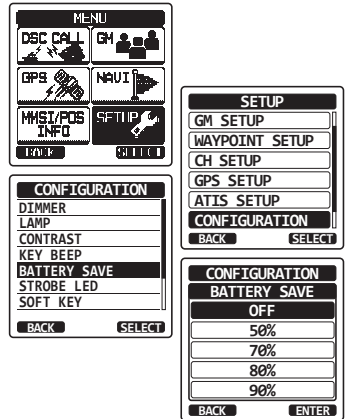 MENU
DSC CALL
GM
GPS
NAVI
MMSI/POS
INFO
SETUP
BACK
SELECT
SETUP
GM SETUP
WAYPOINT SETUP
CH SETUP
GPS SETUP
ATIS SETUP
CONFIGURATION
BACK
SELECT
CONFIGURATION
DIMMER
LAMP
CONTRAST
KEY BEEP
BATTERY SAVE
STROBE LED
SOFT KEY
BACK
SELECT
CONFIGURATION
BATTERY SAVE
OFF
50%
70%
80%
90%
BACK
ENTER